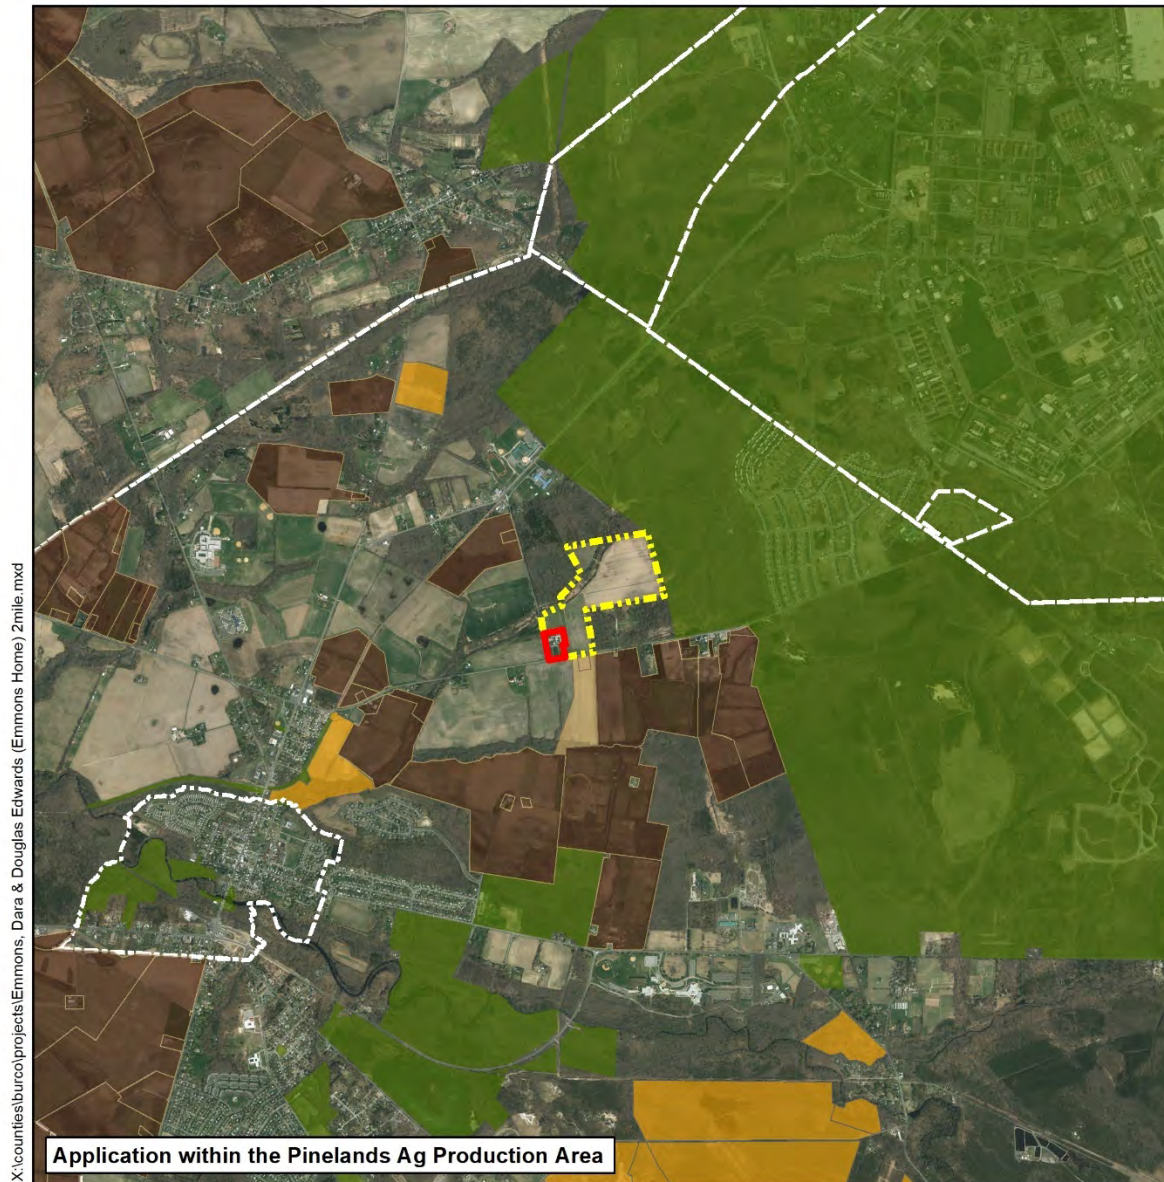 X:\counties\burco\projects\Emmons, Dara & Douglas Edwards (Emmons Home) 2mile.mxd
Application within the Pinelands Ag Production Area